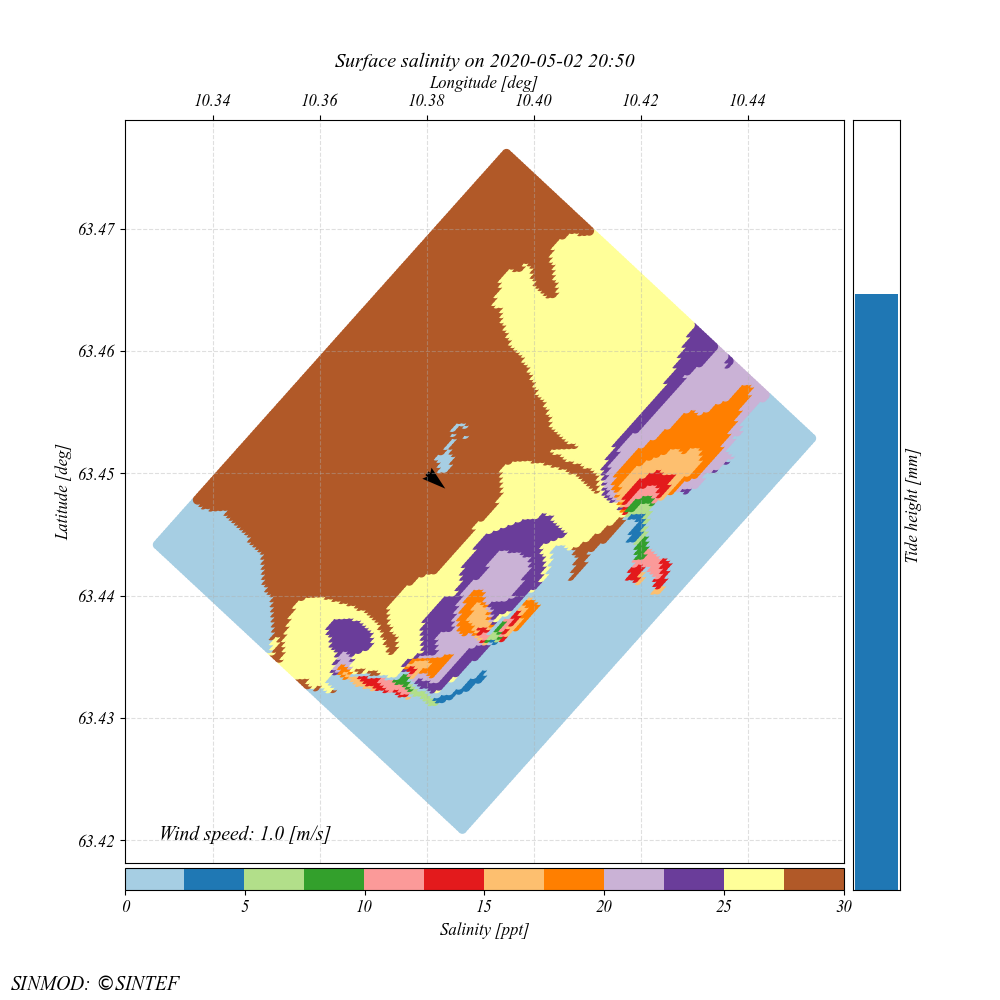 Surface salinity on 2020-05-02 20:50
Longitude [deg]
10.34 10.36 10.38 10.40 10.42 10.44
63.47
63.46
63.45
63.44
63.43
63.42
Latitude [deg]
Tide height [mm]
Wind speed: 1.0 [m/s]
0 5 10 15 20 25 30
Salinity [ppt]
SINMOD: ©SINTEF